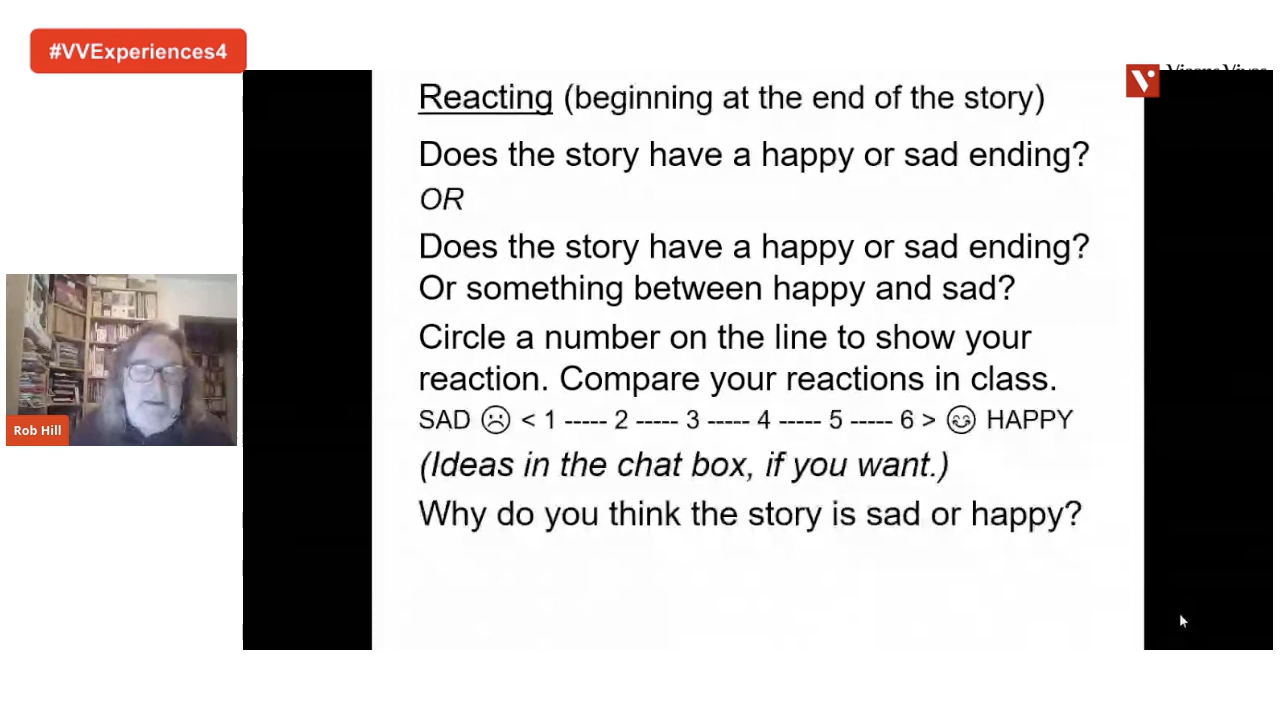 #VVExperiences4
Reacting (beginning at the end of the story)
Does the story have a happy or sad ending?
OR
Does the story have a happy or sad ending?
Or something between happy and sad?
Circle a number on the line to show your
reaction. Compare your reactions in class.
SAD ☹ < 1 ----- 2 ----- 3 ----- 4 ----- 5 ----- 6 > 😊 HAPPY
(Ideas in the chat box, if you want.)
Why do you think the story is sad or happy?
Rob Hill